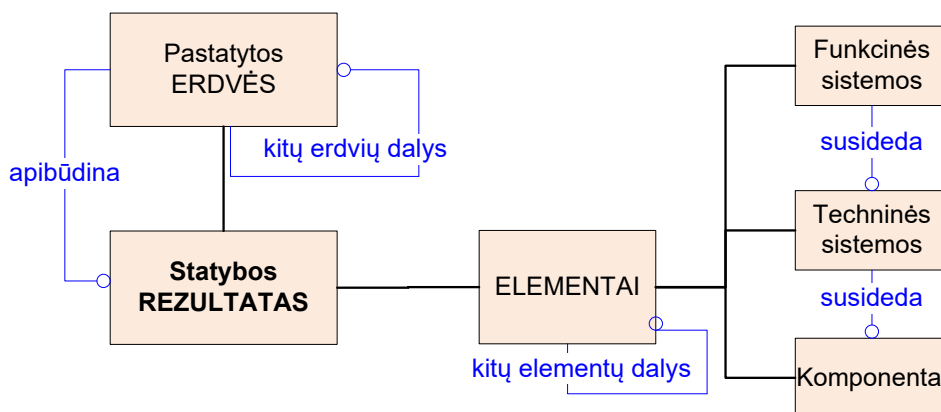 Pastatytos
ERDVĖS
kitų erdvių dalys
apibūdina
Statybos
REZULTATAS
ELEMENTAI
kitų elementų dalys
Funkcinės
sistemos
susideda
Techninės
sistemos
susideda
Komponenta